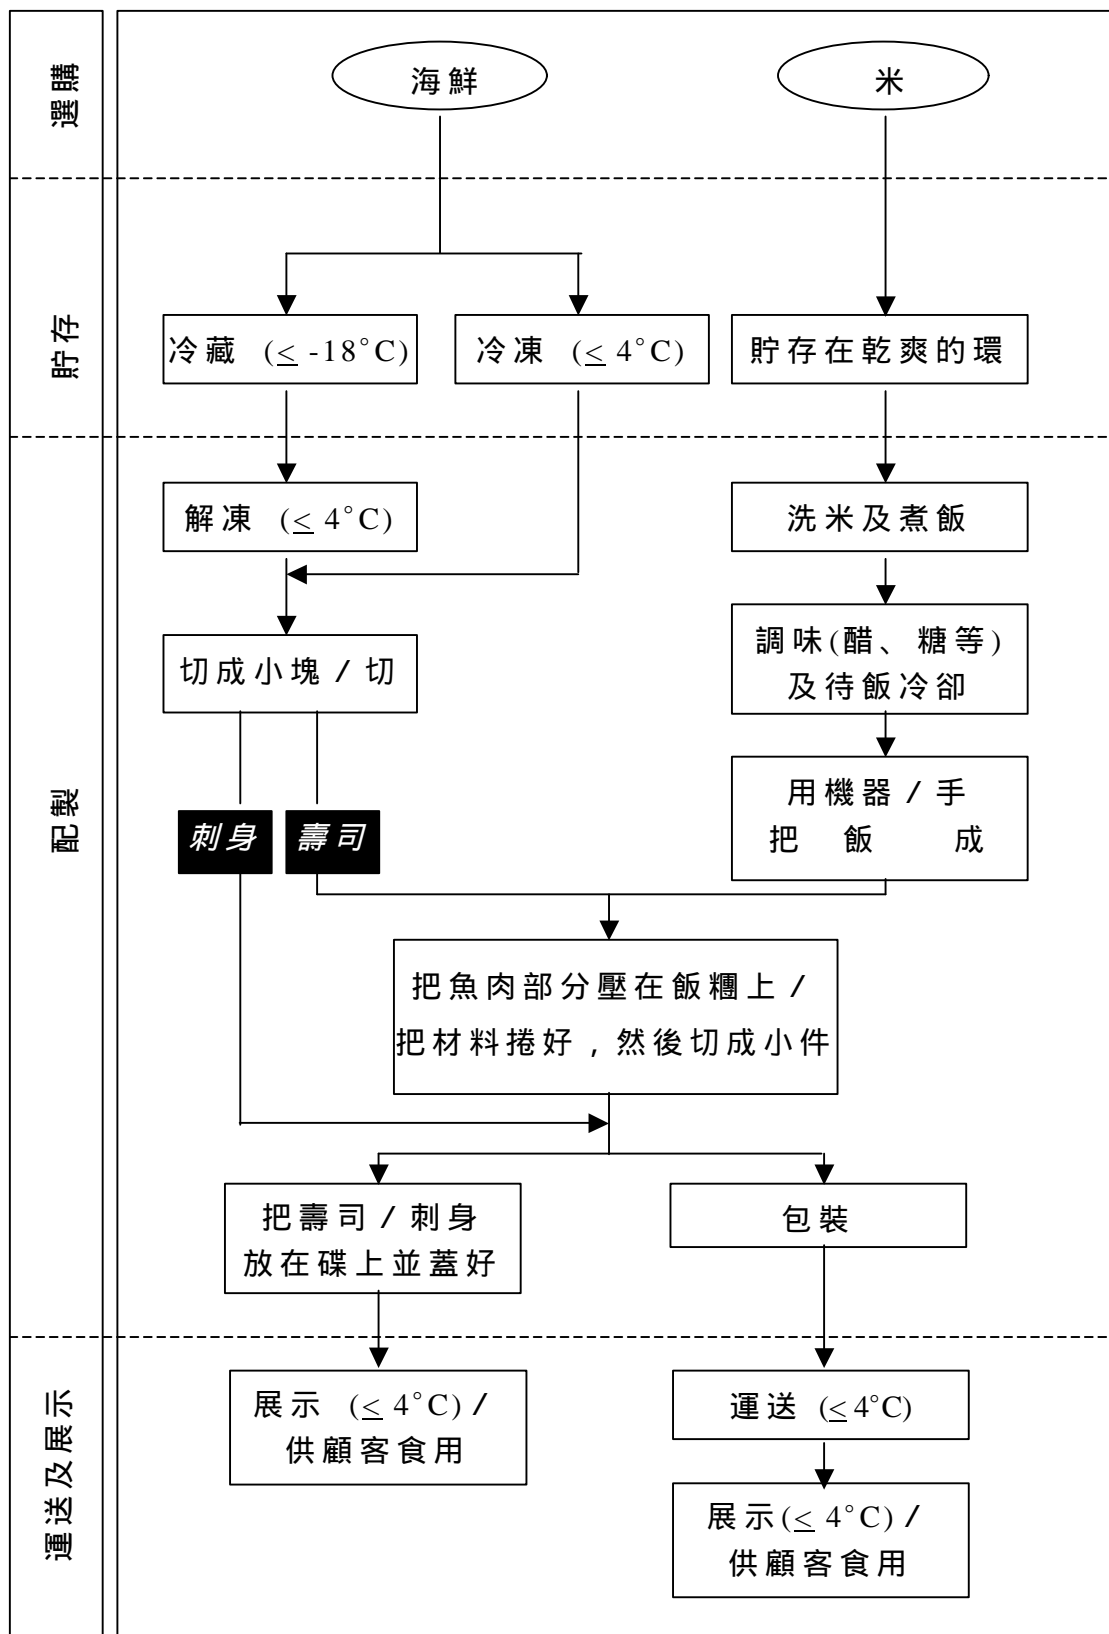 選購
海鮮
米
貯存
冷藏 (≤ -18°C)
冷凍 (≤ 4°C)
貯存在乾爽的環
配製
解凍 (≤ 4°C)
洗米及煮飯
切成小塊 / 切
調味(醋、糖等)
及待飯冷卻
用機器 / 手
把 飯 成
刺身
壽司
把魚肉部分壓在飯糰上 /
把材料捲好 , 然後切成小件
把壽司 / 刺身
放在碟上並蓋好
包裝
運送及展示
展示 (≤ 4°C) /
供顧客食用
運送 (≤ 4°C)
展示(≤ 4°C) /
供顧客食用